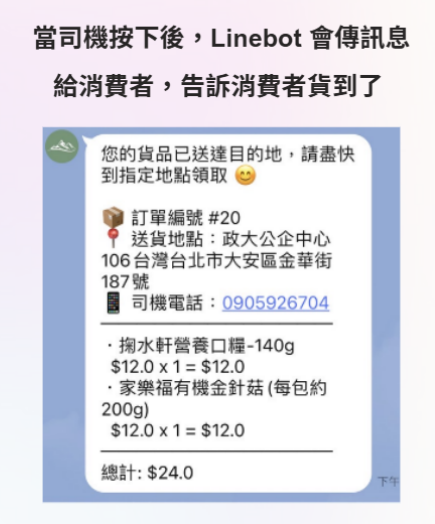 當司機按下後，Linebot 會傳訊息
給消費者，告訴消費者貨到了
您的貨品已送達目的地，請盡快
到指定地點領取 😊
📦 訂單編號 #20
📍 送貨地點：政大公企中心
106台灣台北市大安區金華街
187號
📱 司機電話：0905926704
・掬水軒營養口糧-140g
$12.0 x 1 = $12.0
・家樂福有機金針菇 (每包約
200g)
$12.0 x 1 = $12.0
總計: $24.0
下午